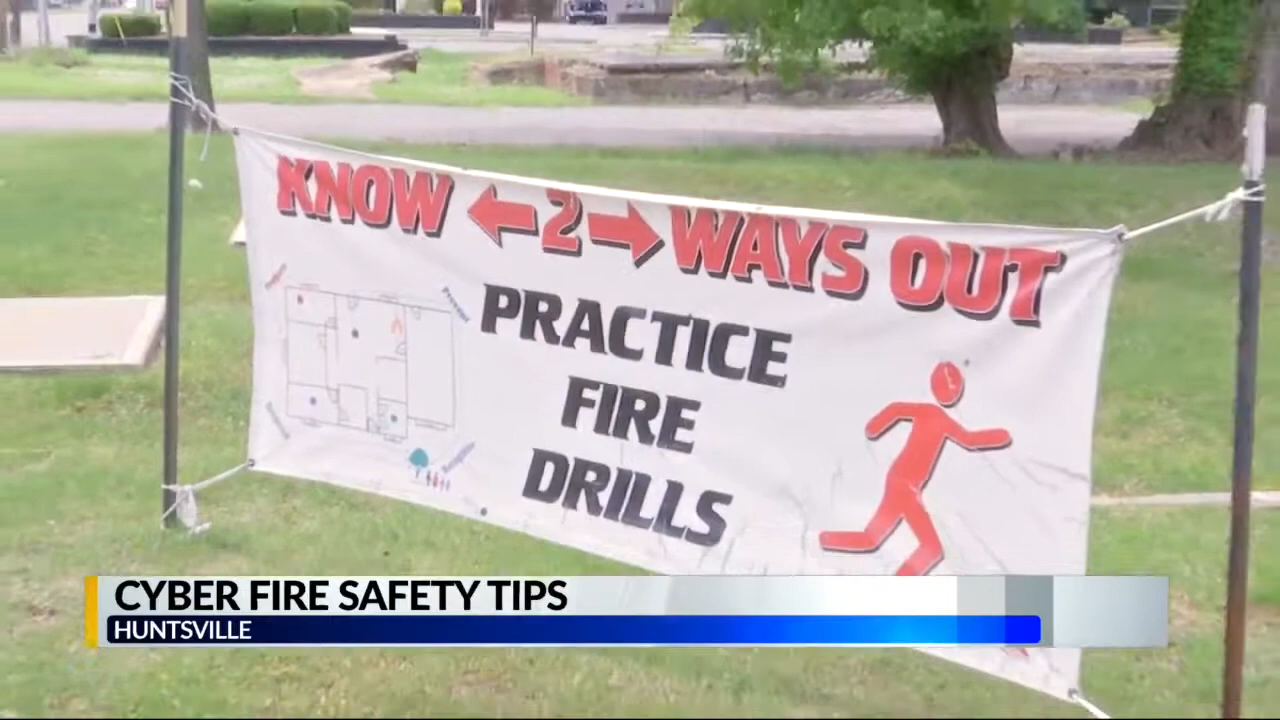 KNOW 2 WAYS OUT
PRACTICE
FIRE
DRILLS
CYBER FIRE SAFETY TIPS
HUNTSVILLE